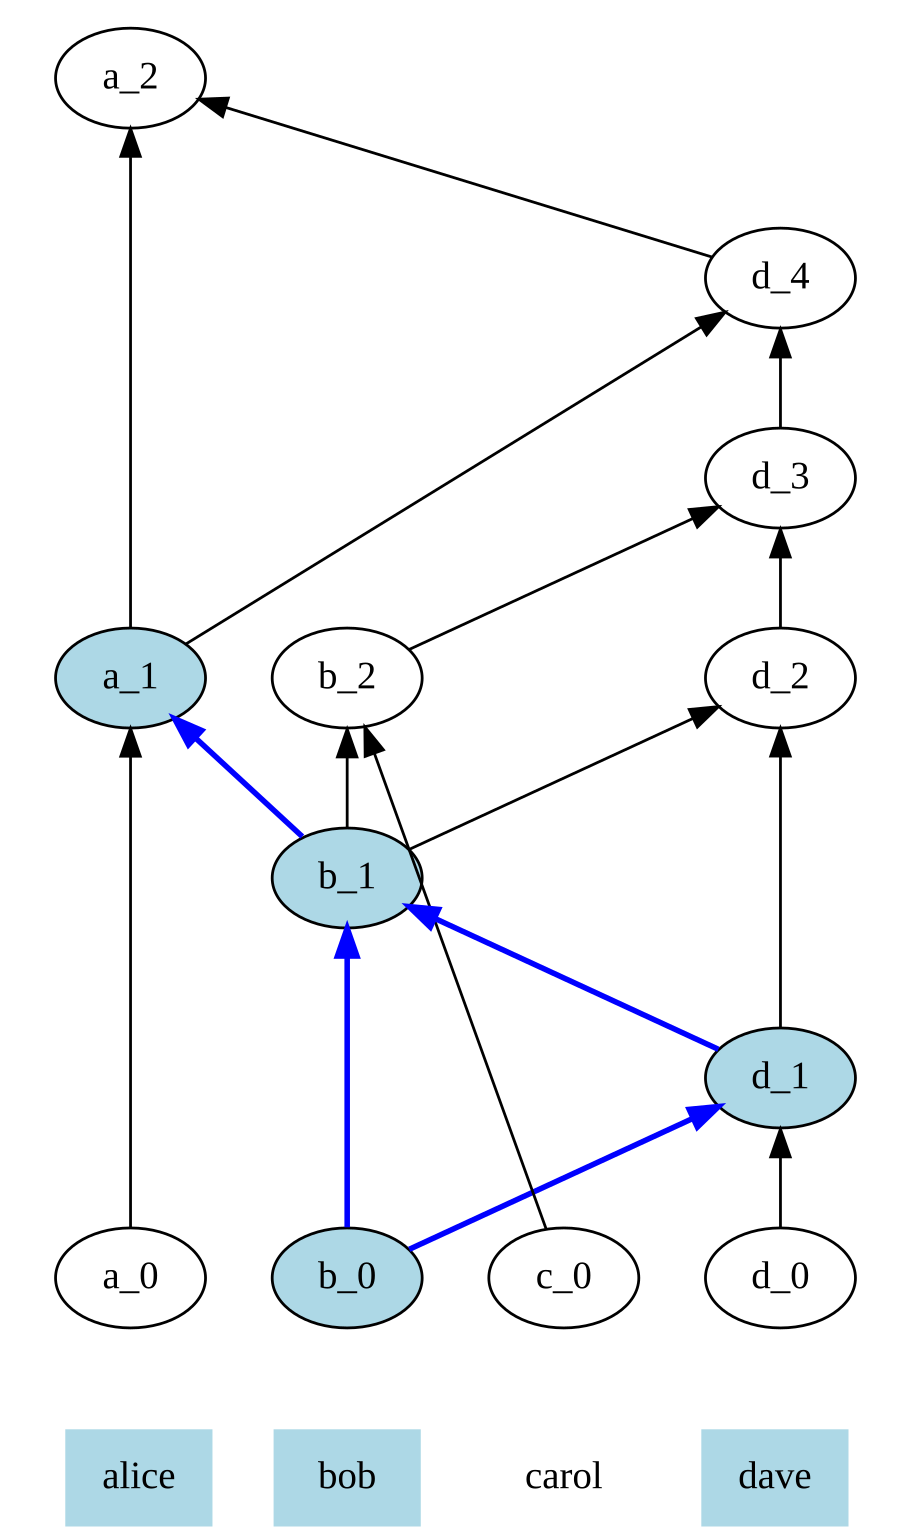 a_2
d_4
d_3
a_1 b_2 d_2
b_1
d_1
a_0 b_0 c_0 d_0
alice bob carol dave